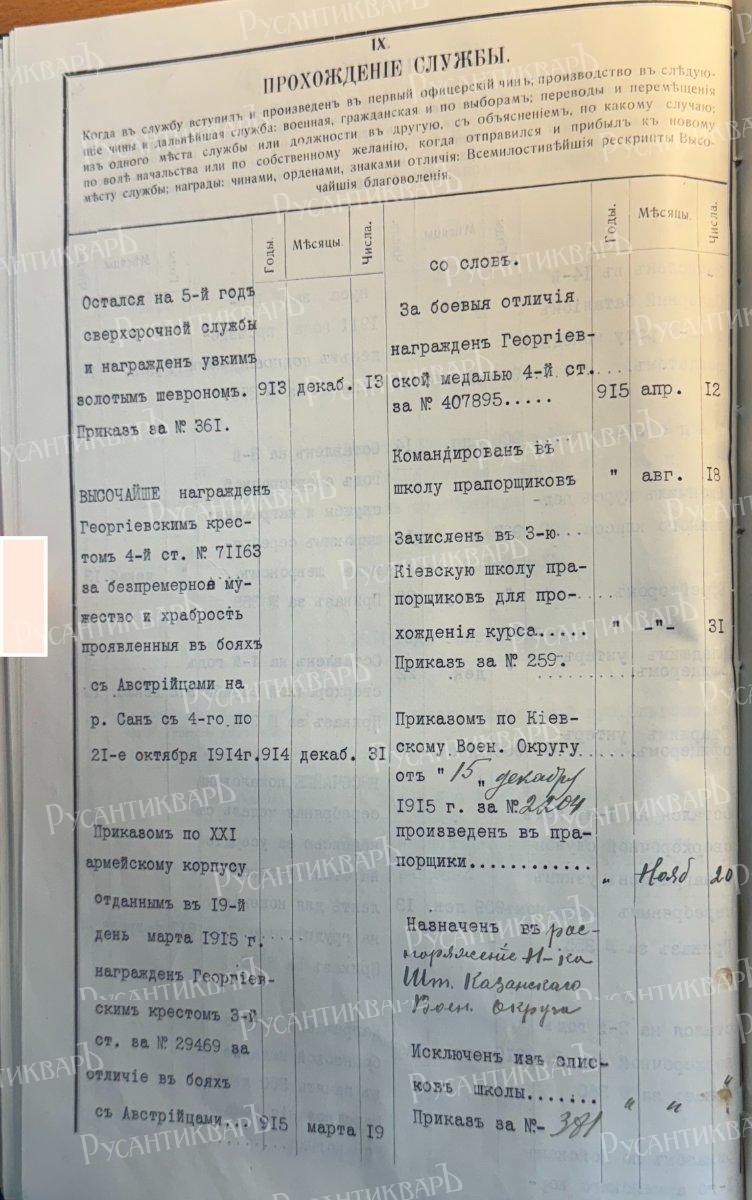 IX.
ПРОХОЖДЕНІЕ СЛУЖБЫ.
Когда въ службу вступилъ и произведенъ въ первый офицерскій чинъ; производство въ слѣдую-
щіе чины и дальнѣйшая служба: военная, гражданская и по выборамъ; переводы и перемѣщенія
изъ одного мѣста службы или должности въ другую, съ объясненіемъ, по какому случаю;
по волѣ начальства или по собственному желанію, когда отправился и прибылъ къ новому
мѣсту службы; награды: чинами, орденами, знаками отличія: Всемилостивѣйшія рескрипты Высо-
чайшія благоволенія.
Годы.
Мѣсяцы.
Числа.
Остался на 5-й годъ
сверхсрочной службы
и награжденъ узкимъ
золотымъ шеврономъ. 913 декаб. 13
Приказъ за № 361.
ВЫСОЧАЙШЕ награжденъ
Георгіевскимъ крес-
томъ 4-й ст. № 71163
за безпремерной му-
жество и храбрость
проявленныя въ бояхъ
съ Австрійцами на
р. Санъ съ 4-го по
21-е октября 1914г. 914 декаб. 31
Приказомъ по XXI
армейскому корпусу
отданнымъ въ 19-й
день марта 1915 г.
награжденъ Георгіев-
скимъ крестомъ 3-й
ст. за № 29469 за
отличіе въ бояхъ
съ Австрійцами... 915 марта 19
Годы.
Мѣсяцы.
Числа.
со словъ.
За боевыя отличія
награжденъ Георгіев-
ской медалью 4-й ст.....
за № 407895..... 915 апр. 12
Командированъ въ
школу прапорщиковъ " авг. 18
Зачисленъ въ 3-ю...
Кіевскую школу пра-
порщиковъ для про-
хожденія курса..... " -"- 31
Приказъ за № 259.
Приказомъ по Кіев-
скому Воен. Округу
отъ " 15 " декабря
1915 г. за № 2204
произведенъ въ пра-
порщики............ " Нояб 20
Назначенъ въ рас-
поряженіе Н-ка
Шт. Казанскаго
Воен. Округа
Исключенъ изъ спис-
ковъ школы....... " " "
Приказъ за №- 381
РусантикварЪ